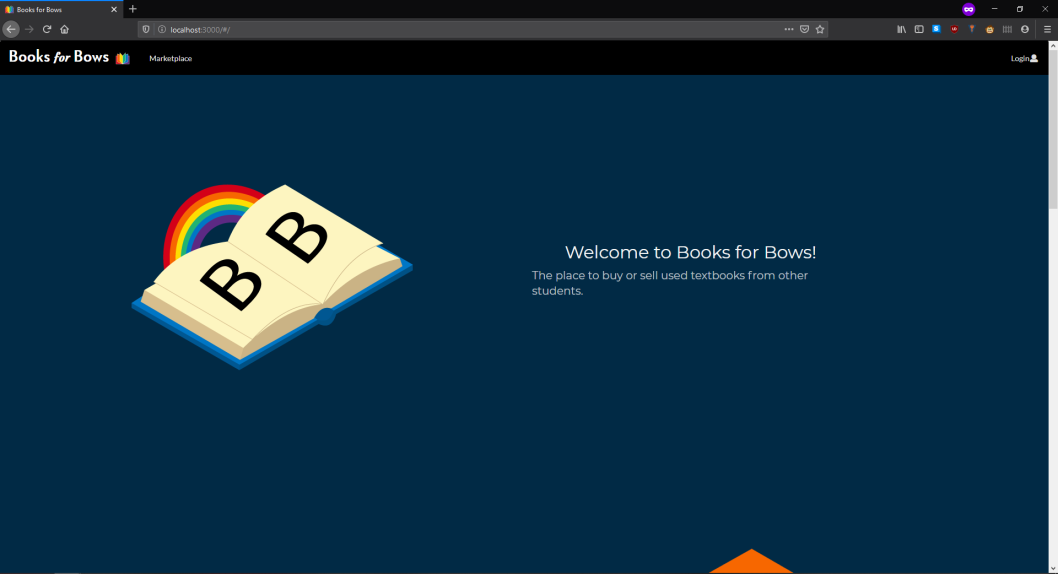 Books for Bows
localhost:3000/#/
Books for Bows
Marketplace
Login
B
B
Welcome to Books for Bows!
The place to buy or sell used textbooks from other
students.